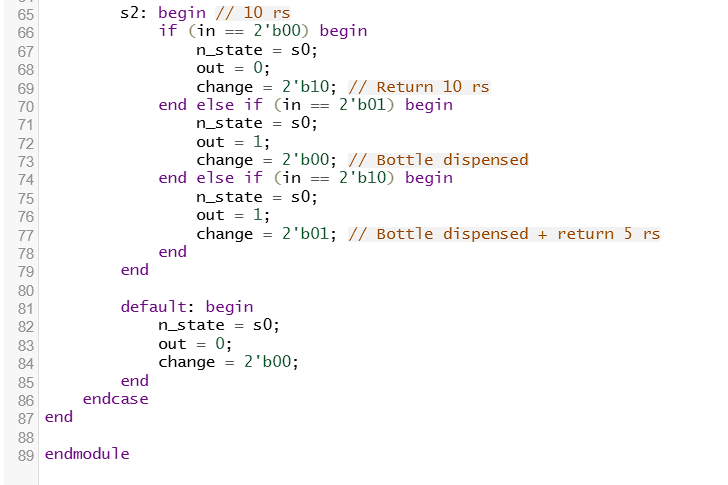 65 s2: begin // 10 rs
66 if (in == 2'b00) begin
67 n_state = s0;
68 out = 0;
69 change = 2'b10; // Return 10 rs
70 end else if (in == 2'b01) begin
71 n_state = s0;
72 out = 1;
73 change = 2'b00; // Bottle dispensed
74 end else if (in == 2'b10) begin
75 n_state = s0;
76 out = 1;
77 change = 2'b01; // Bottle dispensed + return 5 rs
78 end
79 end
80
81 default: begin
82 n_state = s0;
83 out = 0;
84 change = 2'b00;
85 end
86 endcase
87 end
88
89 endmodule